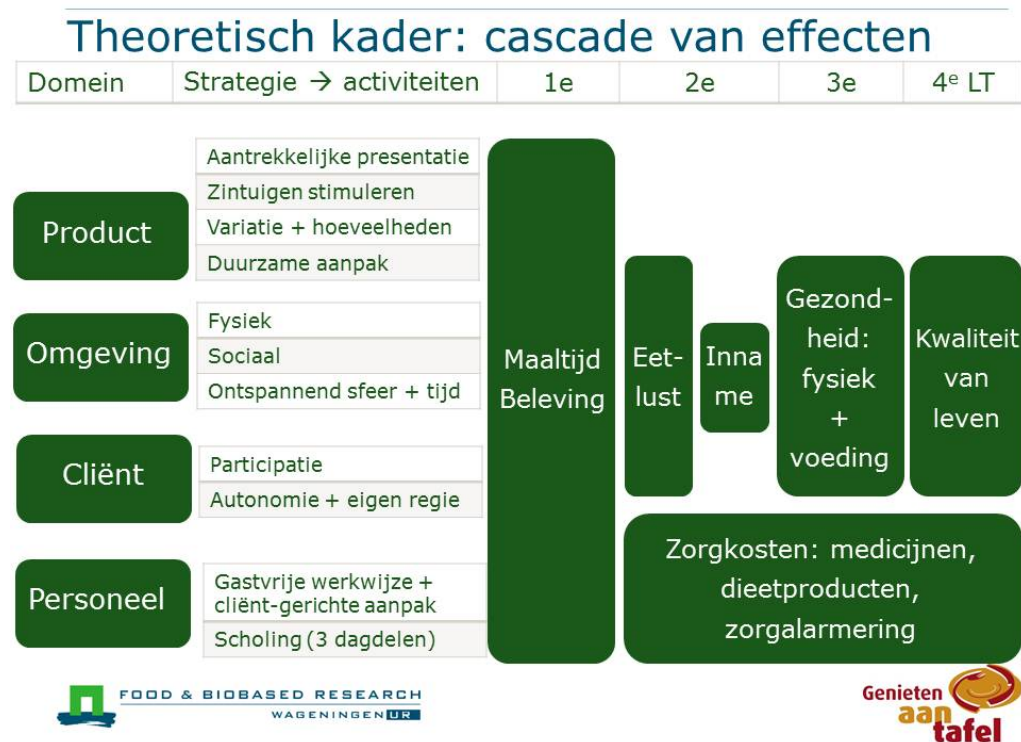 Theoretisch kader: cascade van effecten
Domein
Strategie → activiteiten
1e
2e
3e
4e LT
Product
Aantrekkelijke presentatie
Zintuigen stimuleren
Variatie + hoeveelheden
Duurzame aanpak
Omgeving
Fysiek
Sociaal
Ontspannend sfeer + tijd
Cliënt
Participatie
Autonomie + eigen regie
Personeel
Gastvrije werkwijze +
cliënt-gerichte aanpak
Scholing (3 dagdelen)
Maaltijd
Beleving
Eet-
lust
Inna
me
Gezond-
heid:
fysiek
+
voeding
Kwaliteit
van
leven
Zorgkosten: medicijnen,
dieetproducten,
zorgalarmering
FOOD & BIOBASED RESEARCH
WAGENINGEN UR
Genieten
aan
tafel